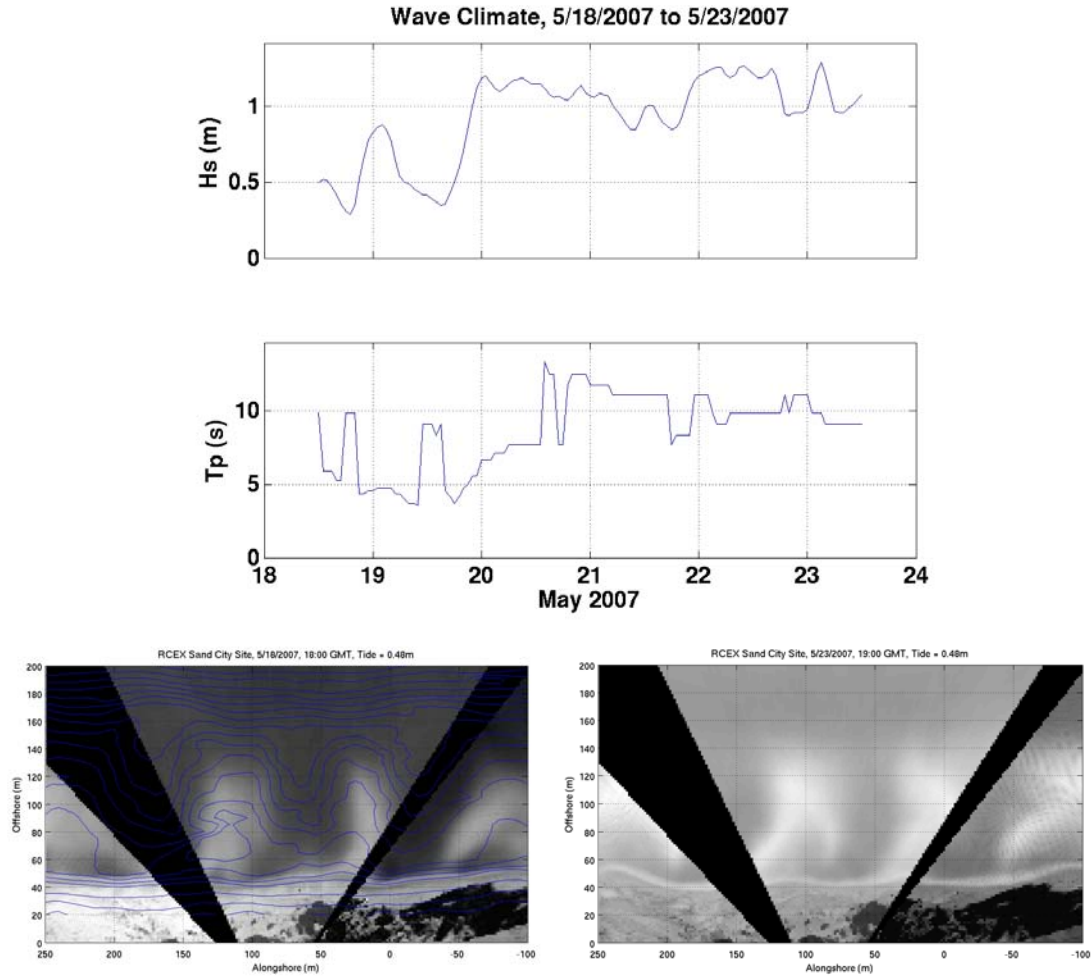 Wave Climate, 5/18/2007 to 5/23/2007
Hs (m)
1
0.5
0
Tp (s)
10
5
0
18 19 20 21 22 23 24
May 2007
RCEX Sand City Site, 5/18/2007, 18:00 GMT, Tide = 0.48m
Offshore (m)
200
180
160
140
120
100
80
60
40
20
0
250 200 150 100 50 0 -50 -100
Alongshore (m)
RCEX Sand City Site, 5/23/2007, 19:00 GMT, Tide = 0.48m
Offshore (m)
200
180
160
140
120
100
80
60
40
20
0
250 200 150 100 50 0 -50 -100
Alongshore (m)